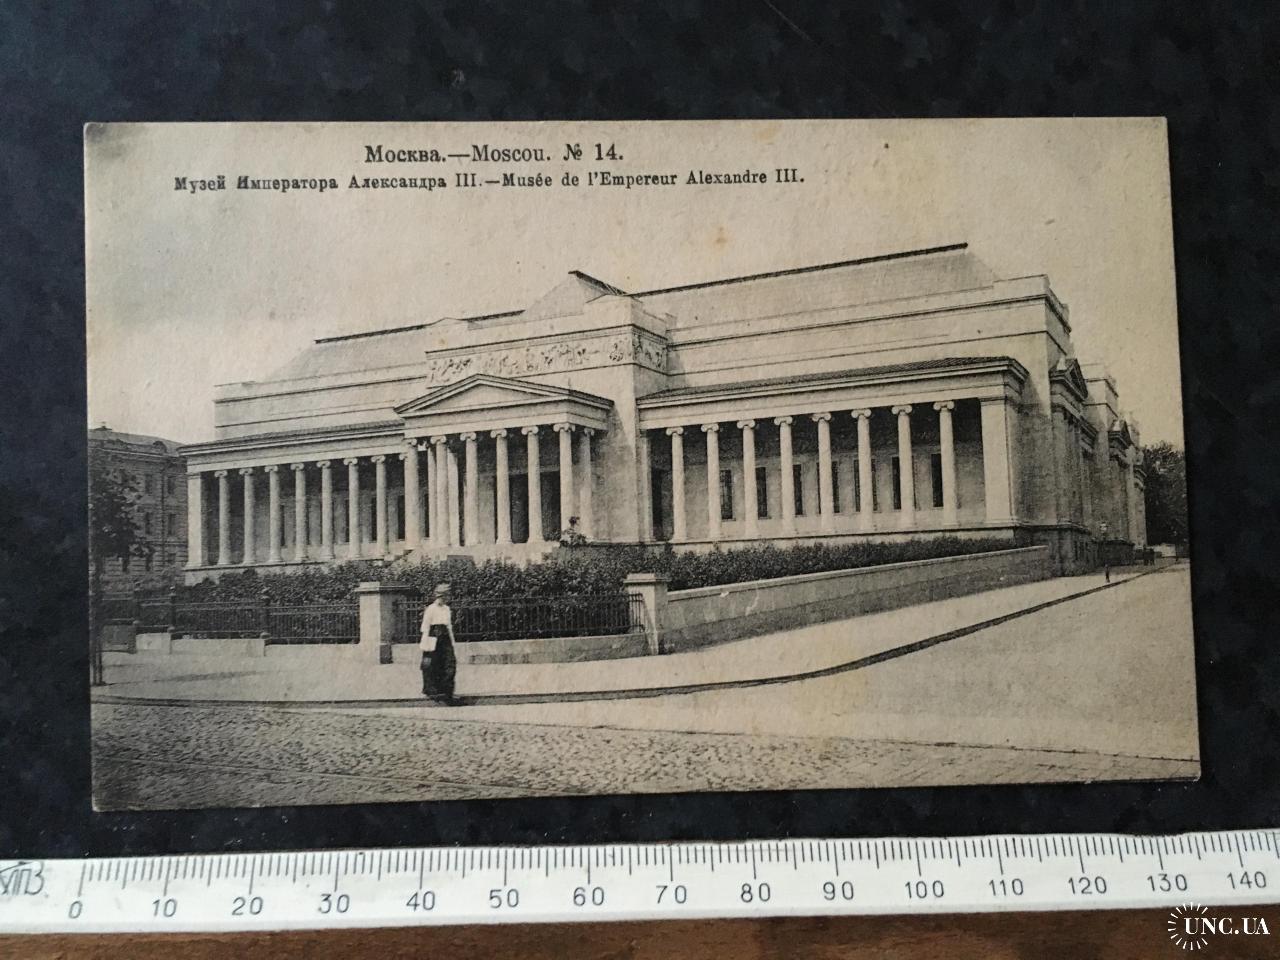 Москва.—Moscou. № 14.
Музей Императора Александра III.—Musée de l'Empereur Alexandre III.
0 10 20 30 40 50 60 70 80 90 100 110 120 130 140
UNC.UA